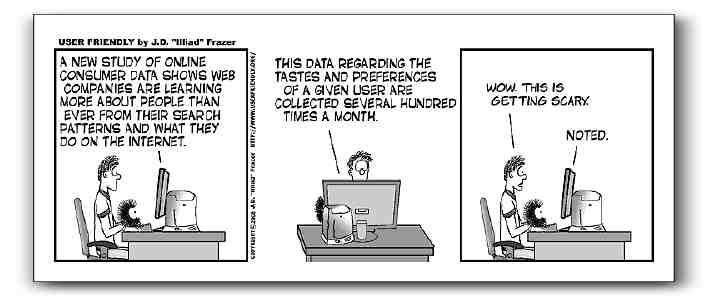 USER FRIENDLY by J.D. "Illiad" Frazer
A NEW STUDY OF ONLINE
CONSUMER DATA SHOWS WEB
COMPANIES ARE LEARNING
MORE ABOUT PEOPLE THAN
EVER FROM THEIR SEARCH
PATTERNS AND WHAT THEY
DO ON THE INTERNET.
COPYRIGHT © 2008 J.D. "Illiad" Frazer HTTP://WWW.USERFRIENDLY.ORG/
THIS DATA REGARDING THE
TASTES AND PREFERENCES
OF A GIVEN USER ARE
COLLECTED SEVERAL HUNDRED
TIMES A MONTH.
WOW. THIS IS
GETTING SCARY.
NOTED.